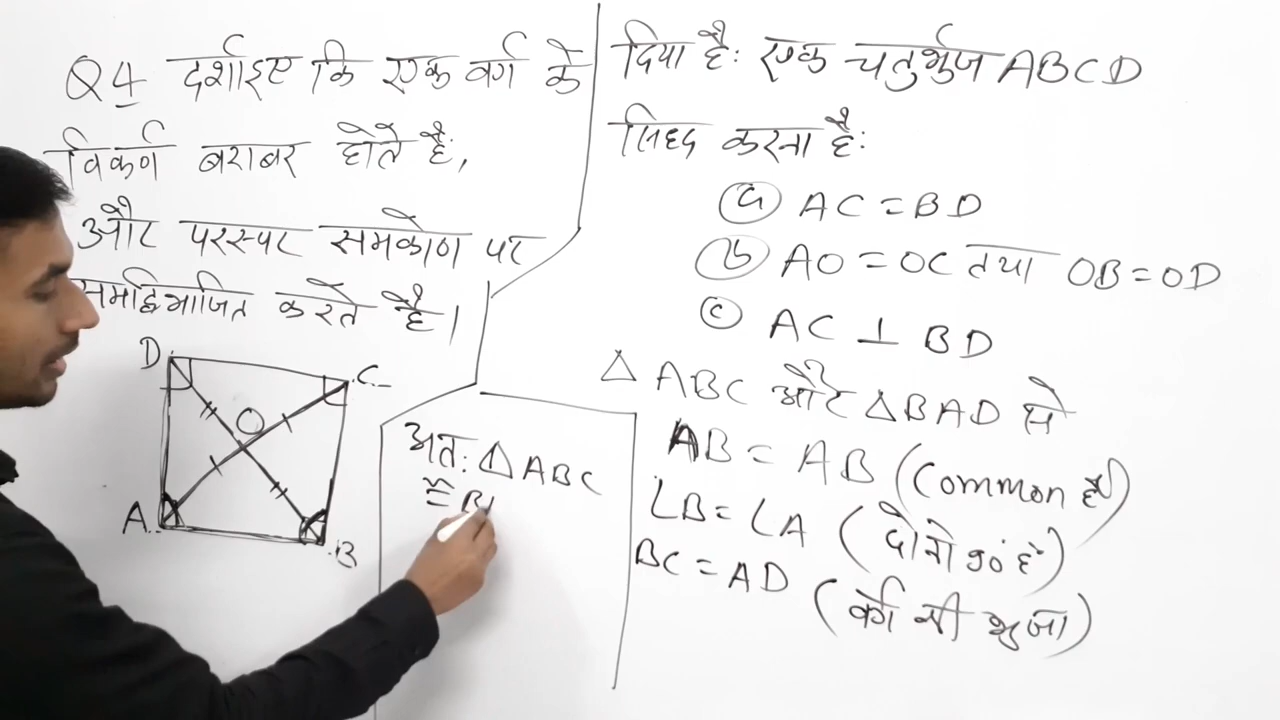 Q4 दर्शाइए कि एक वर्ग के
विकर्ण बराबर होते हैं,
और परस्पर समकोण पर
समद्विभाजित करते हैं।
D
C
O
A
B
दिया है: एक चतुर्भुज ABCD
सिध्द करना है:
(a) AC = BD
(b) AO = OC तथा OB = OD
(c) AC ⊥ BD
△ ABC और △BAD से
AB = AB (Common है)
∠B = ∠A (दोनो 90° है)
BC = AD (वर्ग की भुजा)
अत: △ ABC
≅ B